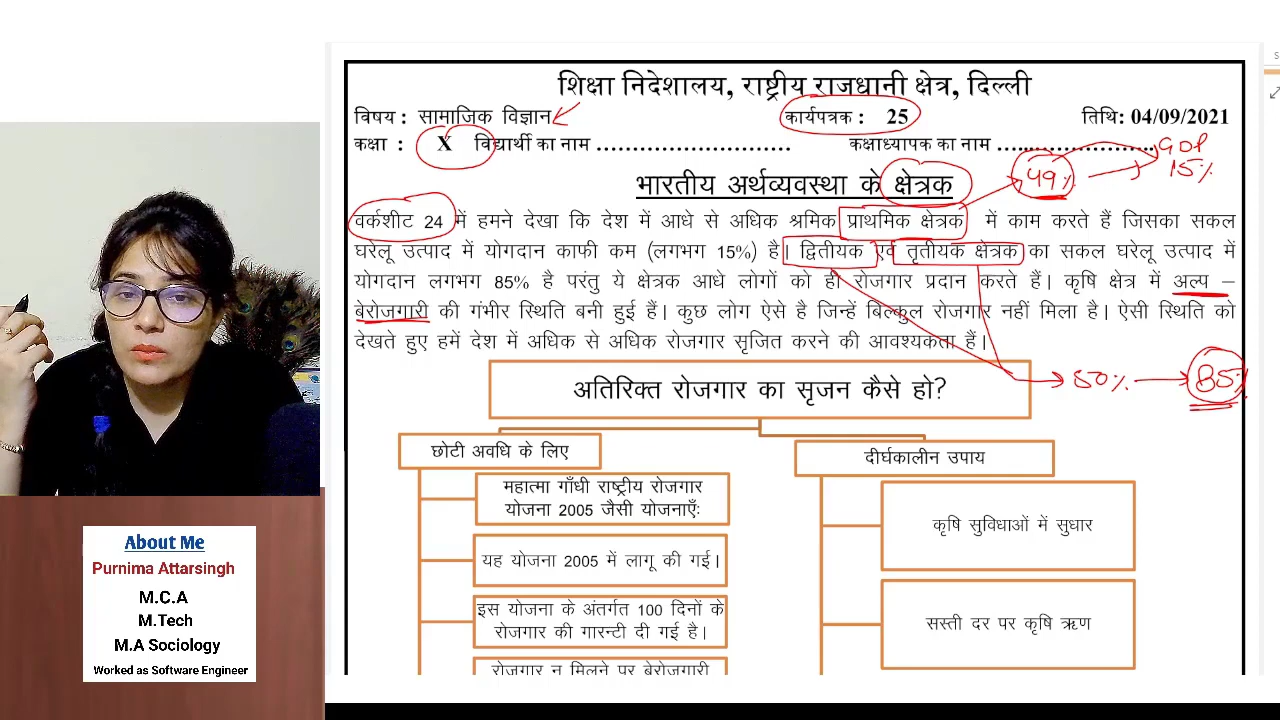 शिक्षा निदेशालय, राष्ट्रीय राजधानी क्षेत्र, दिल्ली
विषय : सामाजिक विज्ञान कार्यपत्रक : 25 तिथि: 04/09/2021
कक्षा : X विद्यार्थी का नाम ........................... कक्षाध्यापक का नाम ........................
GDP
15%
49%
भारतीय अर्थव्यवस्था के क्षेत्रक
वर्कशीट 24 में हमने देखा कि देश में आधे से अधिक श्रमिक प्राथमिक क्षेत्रक में काम करते हैं जिसका सकल
घरेलू उत्पाद में योगदान काफी कम (लगभग 15%) है। द्वितीयक एवं तृतीयक क्षेत्रक का सकल घरेलू उत्पाद में
योगदान लगभग 85% है परंतु ये क्षेत्रक आधे लोगों को ही रोजगार प्रदान करते हैं। कृषि क्षेत्र में अल्प –
बेरोजगारी की गंभीर स्थिति बनी हुई हैं। कुछ लोग ऐसे है जिन्हें बिल्कुल रोजगार नहीं मिला है। ऐसी स्थिति को
देखते हुए हमें देश में अधिक से अधिक रोजगार सृजित करने की आवश्यकता हैं।
50% 85%
अतिरिक्त रोजगार का सृजन कैसे हो?
छोटी अवधि के लिए
महात्मा गाँधी राष्ट्रीय रोजगार
योजना 2005 जैसी योजनाएँ:
यह योजना 2005 में लागू की गई।
इस योजना के अंतर्गत 100 दिनों के
रोजगार की गारन्टी दी गई है।
रोजगार न मिलने पर बेरोजगारी
दीर्घकालीन उपाय
कृषि सुविधाओं में सुधार
सस्ती दर पर कृषि ऋण
About Me
Purnima Attarsingh
M.C.A
M.Tech
M.A Sociology
Worked as Software Engineer